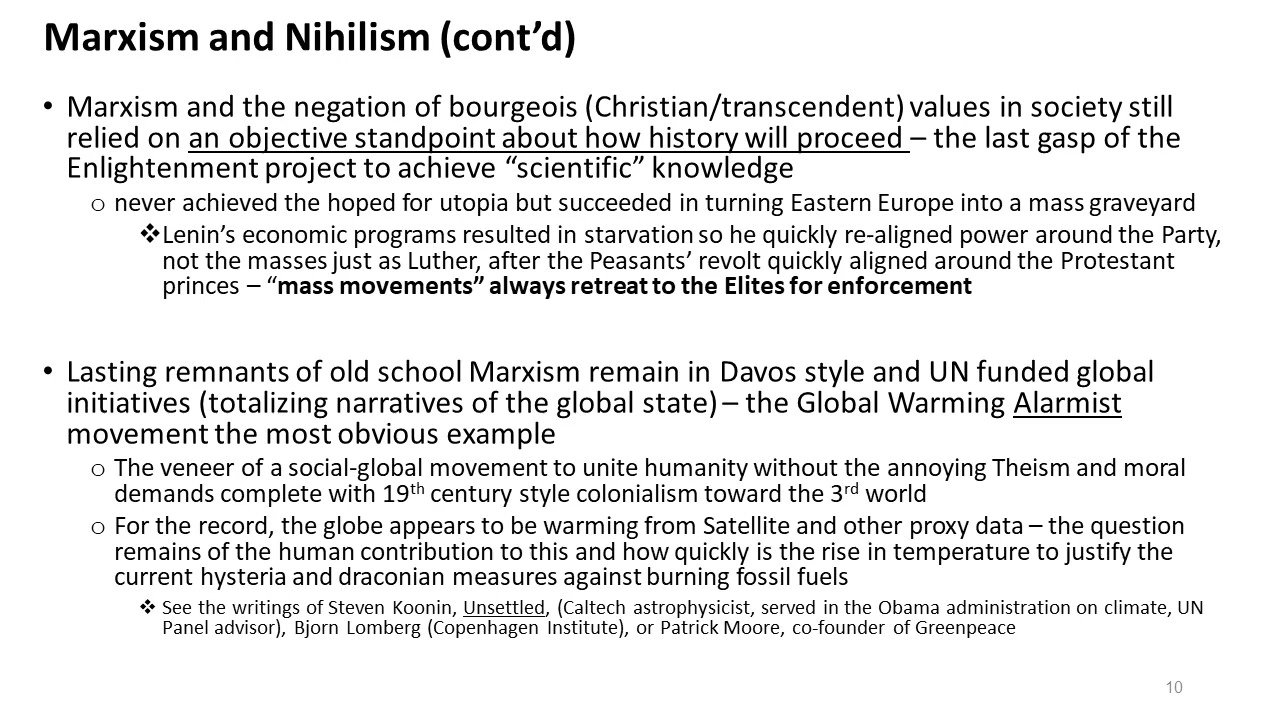 Marxism and Nihilism (cont’d)
• Marxism and the negation of bourgeois (Christian/transcendent) values in society still
relied on an objective standpoint about how history will proceed – the last gasp of the
Enlightenment project to achieve “scientific” knowledge
o never achieved the hoped for utopia but succeeded in turning Eastern Europe into a mass graveyard
❖Lenin’s economic programs resulted in starvation so he quickly re-aligned power around the Party,
not the masses just as Luther, after the Peasants’ revolt quickly aligned around the Protestant
princes – “mass movements” always retreat to the Elites for enforcement
• Lasting remnants of old school Marxism remain in Davos style and UN funded global
initiatives (totalizing narratives of the global state) – the Global Warming Alarmist
movement the most obvious example
o The veneer of a social-global movement to unite humanity without the annoying Theism and moral
demands complete with 19th century style colonialism toward the 3rd world
o For the record, the globe appears to be warming from Satellite and other proxy data – the question
remains of the human contribution to this and how quickly is the rise in temperature to justify the
current hysteria and draconian measures against burning fossil fuels
❖ See the writings of Steven Koonin, Unsettled, (Caltech astrophysicist, served in the Obama administration on climate, UN
Panel advisor), Bjorn Lomberg (Copenhagen Institute), or Patrick Moore, co-founder of Greenpeace
10